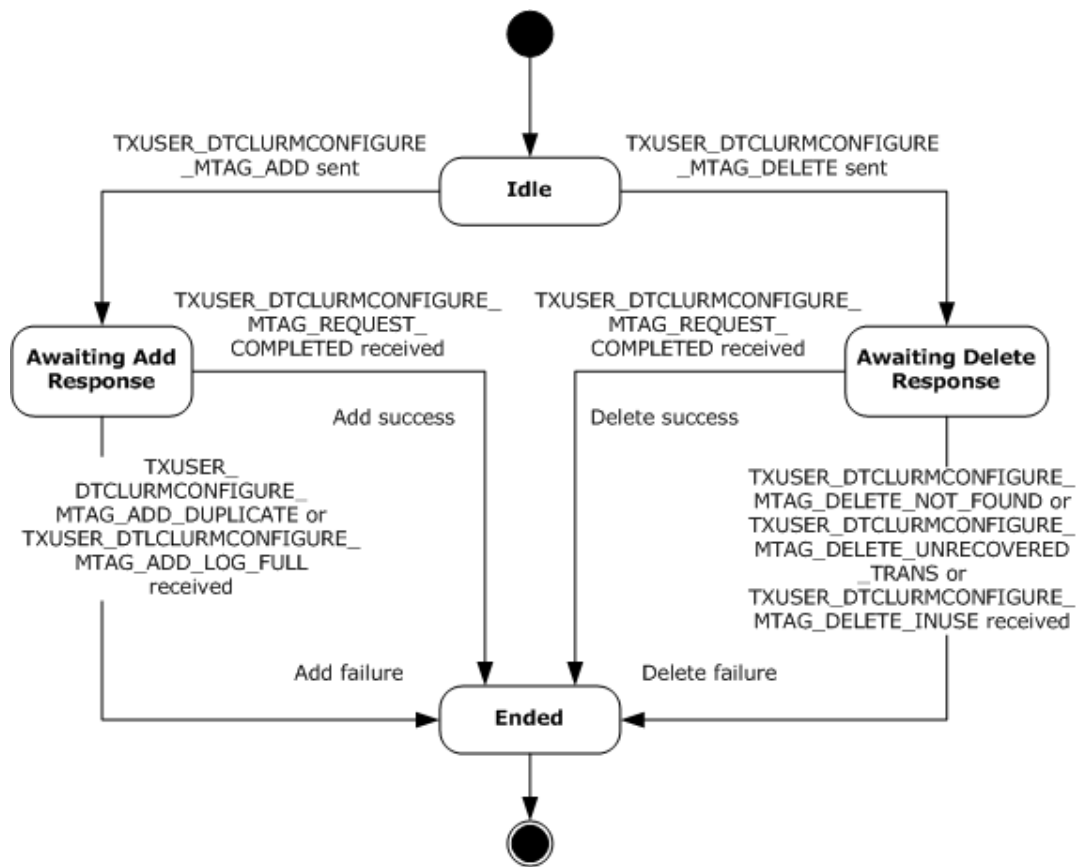 TXUSER_DTCLURMCONFIGURE
_MTAG_ADD sent
TXUSER_DTCLURMCONFIGURE
_MTAG_DELETE sent
Idle
TXUSER_DTCLURMCONFIGURE_
MTAG_REQUEST_
COMPLETED received
TXUSER_DTCLURMCONFIGURE_
MTAG_REQUEST_
COMPLETED received
Awaiting Add
Response
Awaiting Delete
Response
Add success
Delete success
TXUSER_
DTCLURMCONFIGURE_
MTAG_ADD_DUPLICATE or
TXUSER_DTLCLURMCONFIGURE_
MTAG_ADD_LOG_FULL
received
TXUSER_DTCLURMCONFIGURE_
MTAG_DELETE_NOT_FOUND or
TXUSER_DTCLURMCONFIGURE_
MTAG_DELETE_UNRECOVERED
_TRANS or
TXUSER_DTCLURMCONFIGURE_
MTAG_DELETE_INUSE received
Add failure
Delete failure
Ended